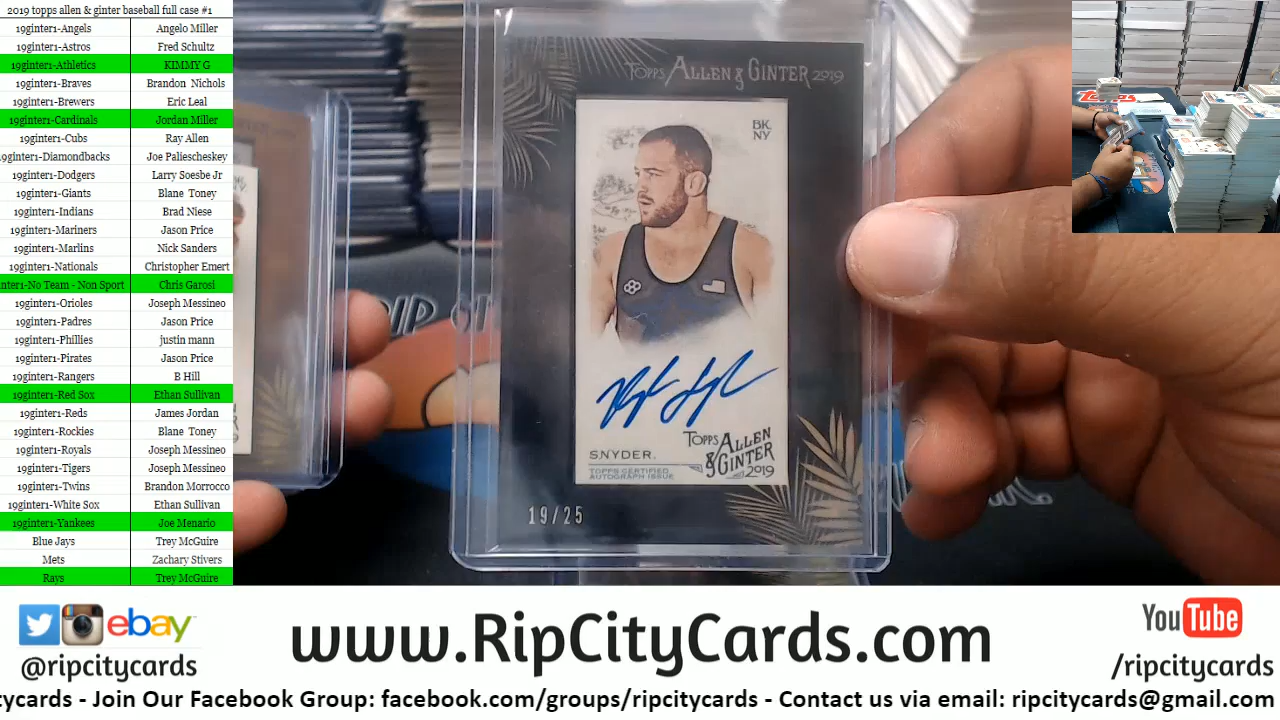 2019 topps allen & ginter baseball full case #1
19ginter1-Angels Angelo Miller
19ginter1-Astros Fred Schultz
19ginter1-Athletics KIMMY G
19ginter1-Braves Brandon Nichols
19ginter1-Brewers Eric Leal
19ginter1-Cardinals Jordan Miller
19ginter1-Cubs Ray Allen
9ginter1-Diamondbacks Joe Paliescheskey
19ginter1-Dodgers Larry Soesbe Jr
19ginter1-Giants Blane Toney
19ginter1-Indians Brad Niese
19ginter1-Mariners Jason Price
19ginter1-Marlins Nick Sanders
19ginter1-Nationals Christopher Emert
nter1-No Team - Non Sport Chris Garosi
19ginter1-Orioles Joseph Messineo
19ginter1-Padres Jason Price
19ginter1-Phillies justin mann
19ginter1-Pirates Jason Price
19ginter1-Rangers B Hill
19ginter1-Red Sox Ethan Sullivan
19ginter1-Reds James Jordan
19ginter1-Rockies Blane Toney
19ginter1-Royals Joseph Messineo
19ginter1-Tigers Joseph Messineo
19ginter1-Twins Brandon Morrocco
19ginter1-White Sox Ethan Sullivan
19ginter1-Yankees Joe Menario
Blue Jays Trey McGuire
Mets Zachary Stivers
Rays Trey McGuire
TOPPS ALLEN & GINTER 2019
BK.
NY
SNYDER.
TOPPS CERTIFIED
AUTOGRAPH ISSUE
TOPPS ALLEN
& GINTER
2019
19/25
RIP
Topps
ebay
@ripcitycards
www.RipCityCards.com
YouTube
/ripcitycards
tycards - Join Our Facebook Group: facebook.com/groups/ripcitycards - Contact us via email: ripcitycards@gmail.com